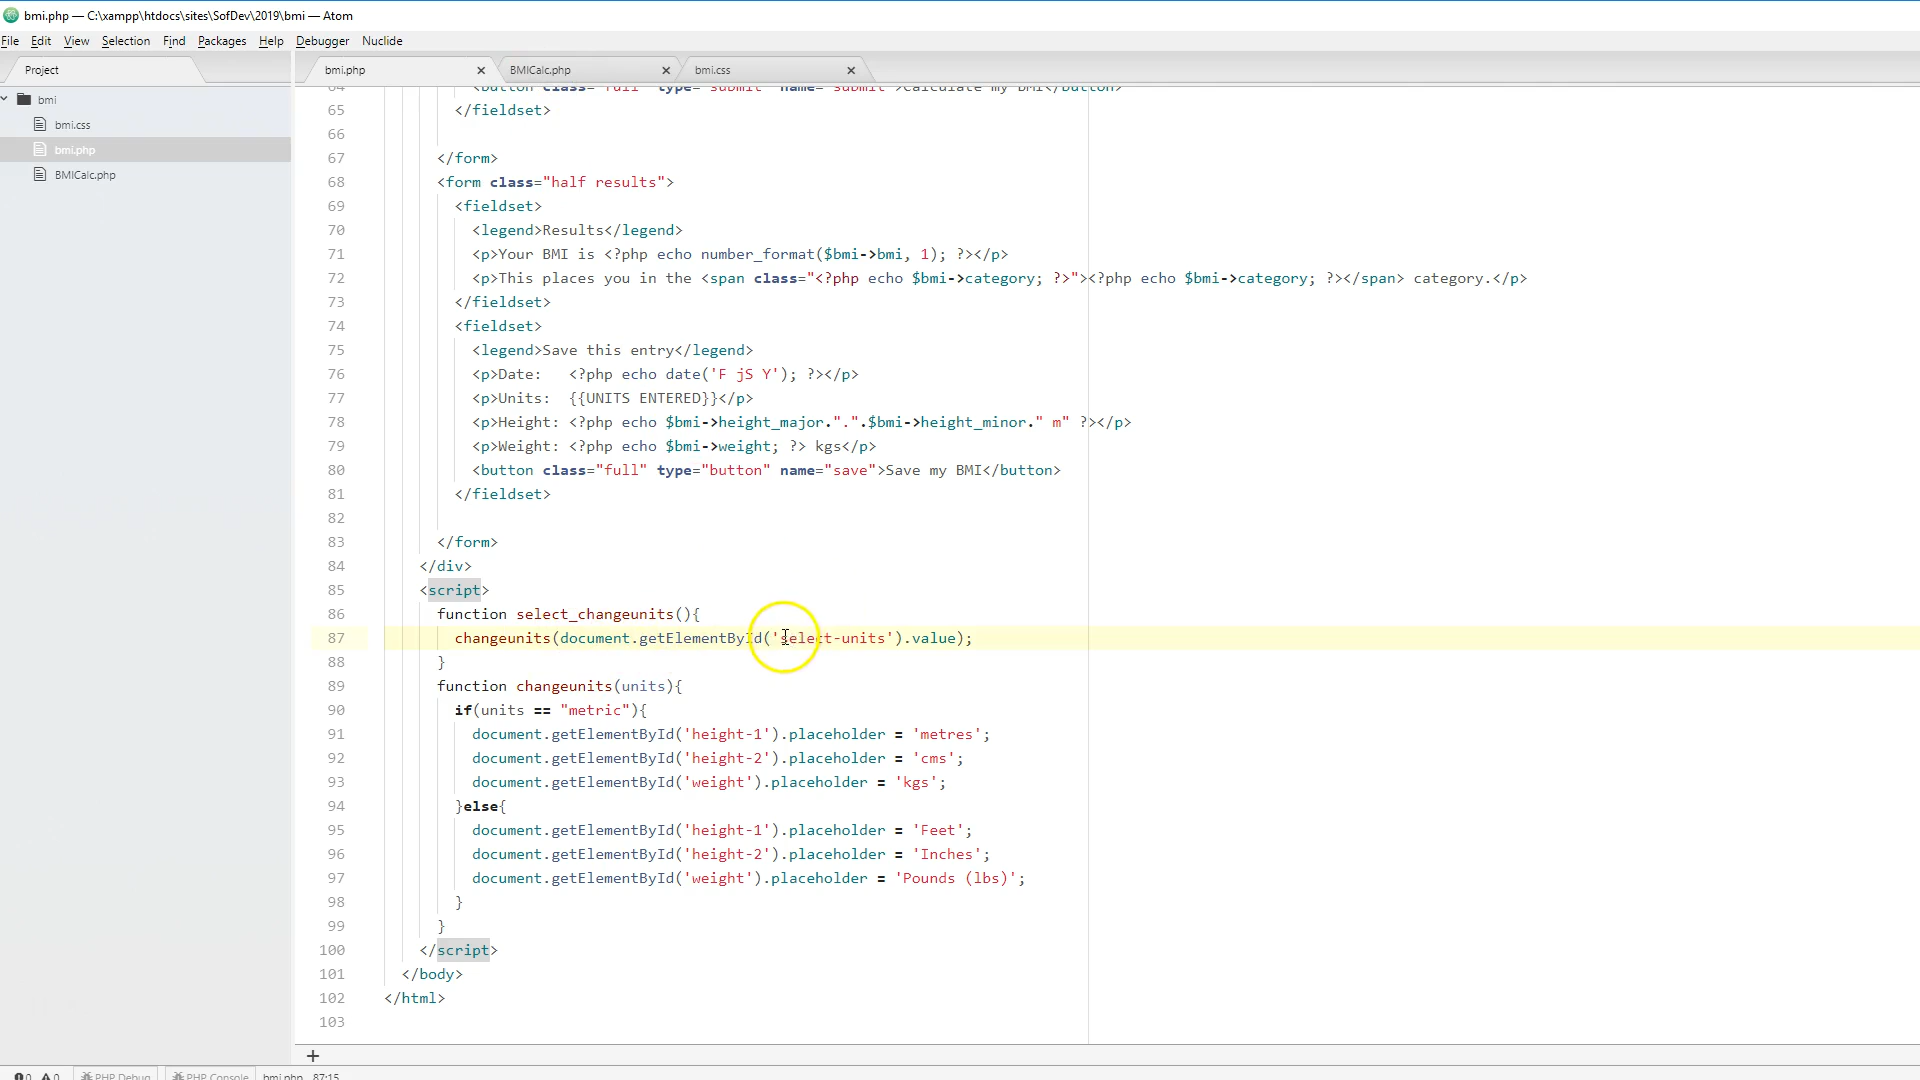 bmi.php — C:\xampp\htdocs\sites\SofDev\2019\bmi — Atom
File Edit View Selection Find Packages Help Debugger Nuclide
Project
bmi.php BMICalc.php bmi.css
bmi
bmi.css
bmi.php
BMICalc.php
64 <button class="full" type="submit" name="submit">Calculate my BMI</button>
65 </fieldset>
66
67 </form>
68 <form class="half results">
69 <fieldset>
70 <legend>Results</legend>
71 <p>Your BMI is <?php echo number_format($bmi->bmi, 1); ?></p>
72 <p>This places you in the <span class="<?php echo $bmi->category; ?>"><?php echo $bmi->category; ?></span> category.</p>
73 </fieldset>
74 <fieldset>
75 <legend>Save this entry</legend>
76 <p>Date: <?php echo date('F jS Y'); ?></p>
77 <p>Units: {{UNITS ENTERED}}</p>
78 <p>Height: <?php echo $bmi->height_major.".".$bmi->height_minor." m" ?></p>
79 <p>Weight: <?php echo $bmi->weight; ?> kgs</p>
80 <button class="full" type="button" name="save">Save my BMI</button>
81 </fieldset>
82
83 </form>
84 </div>
85 <script>
86 function select_changeunits(){
87 changeunits(document.getElementById('select-units').value);
88 }
89 function changeunits(units){
90 if(units == "metric"){
91 document.getElementById('height-1').placeholder = 'metres';
92 document.getElementById('height-2').placeholder = 'cms';
93 document.getElementById('weight').placeholder = 'kgs';
94 }else{
95 document.getElementById('height-1').placeholder = 'Feet';
96 document.getElementById('height-2').placeholder = 'Inches';
97 document.getElementById('weight').placeholder = 'Pounds (lbs)';
98 }
99 }
100 </script>
101 </body>
102 </html>
103
0 0 PHP Debug PHP Console bmi.php 87:15